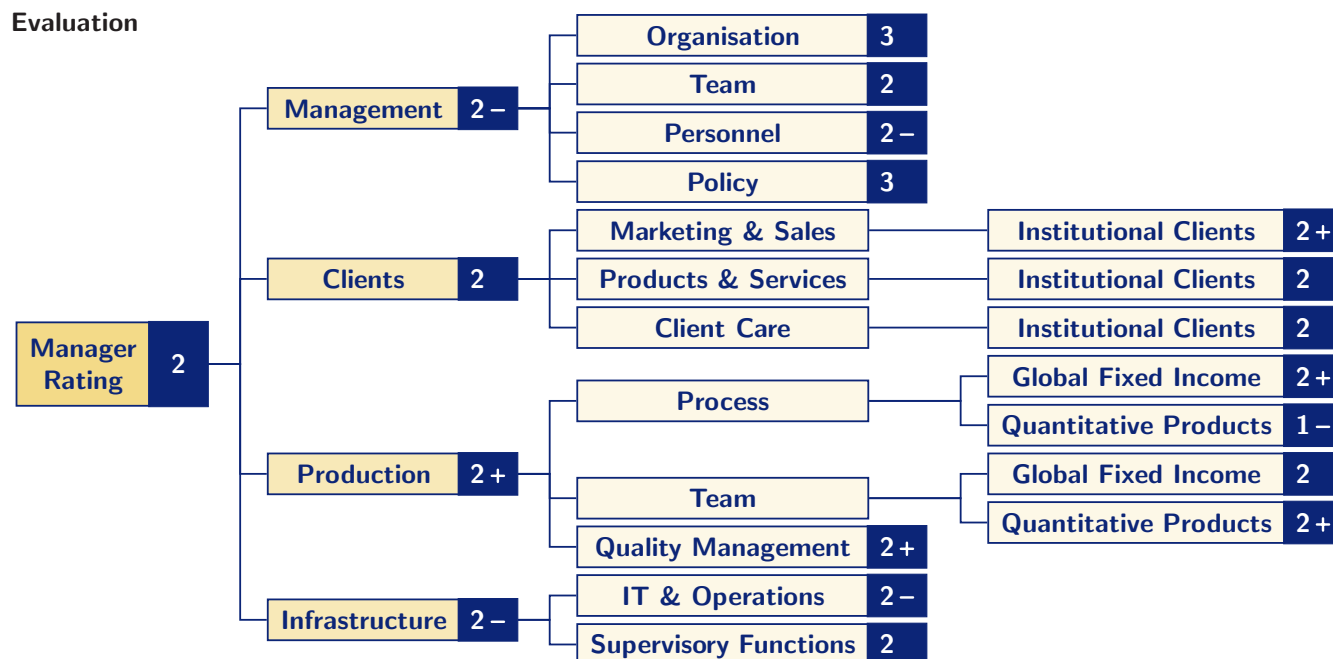 Evaluation
Organisation 3
Team 2
Management 2 –
Personnel 2 –
Policy 3
Marketing & Sales
Institutional Clients 2 +
Clients 2
Products & Services
Institutional Clients 2
Client Care
Institutional Clients 2
Manager
Rating
2
Process
Global Fixed Income 2 +
Quantitative Products 1 –
Production 2 +
Team
Global Fixed Income 2
Quantitative Products 2 +
Quality Management 2 +
Infrastructure 2 –
IT & Operations 2 –
Supervisory Functions 2